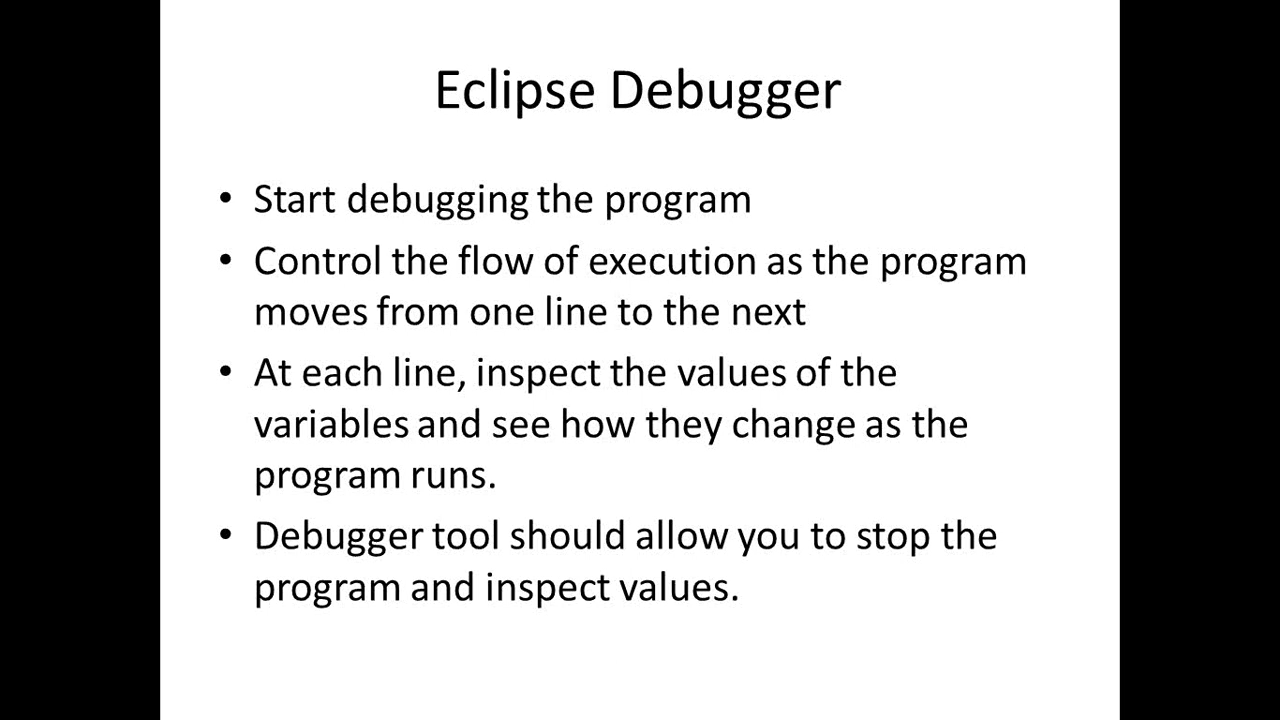 Eclipse Debugger
• Start debugging the program
• Control the flow of execution as the program
moves from one line to the next
• At each line, inspect the values of the
variables and see how they change as the
program runs.
• Debugger tool should allow you to stop the
program and inspect values.